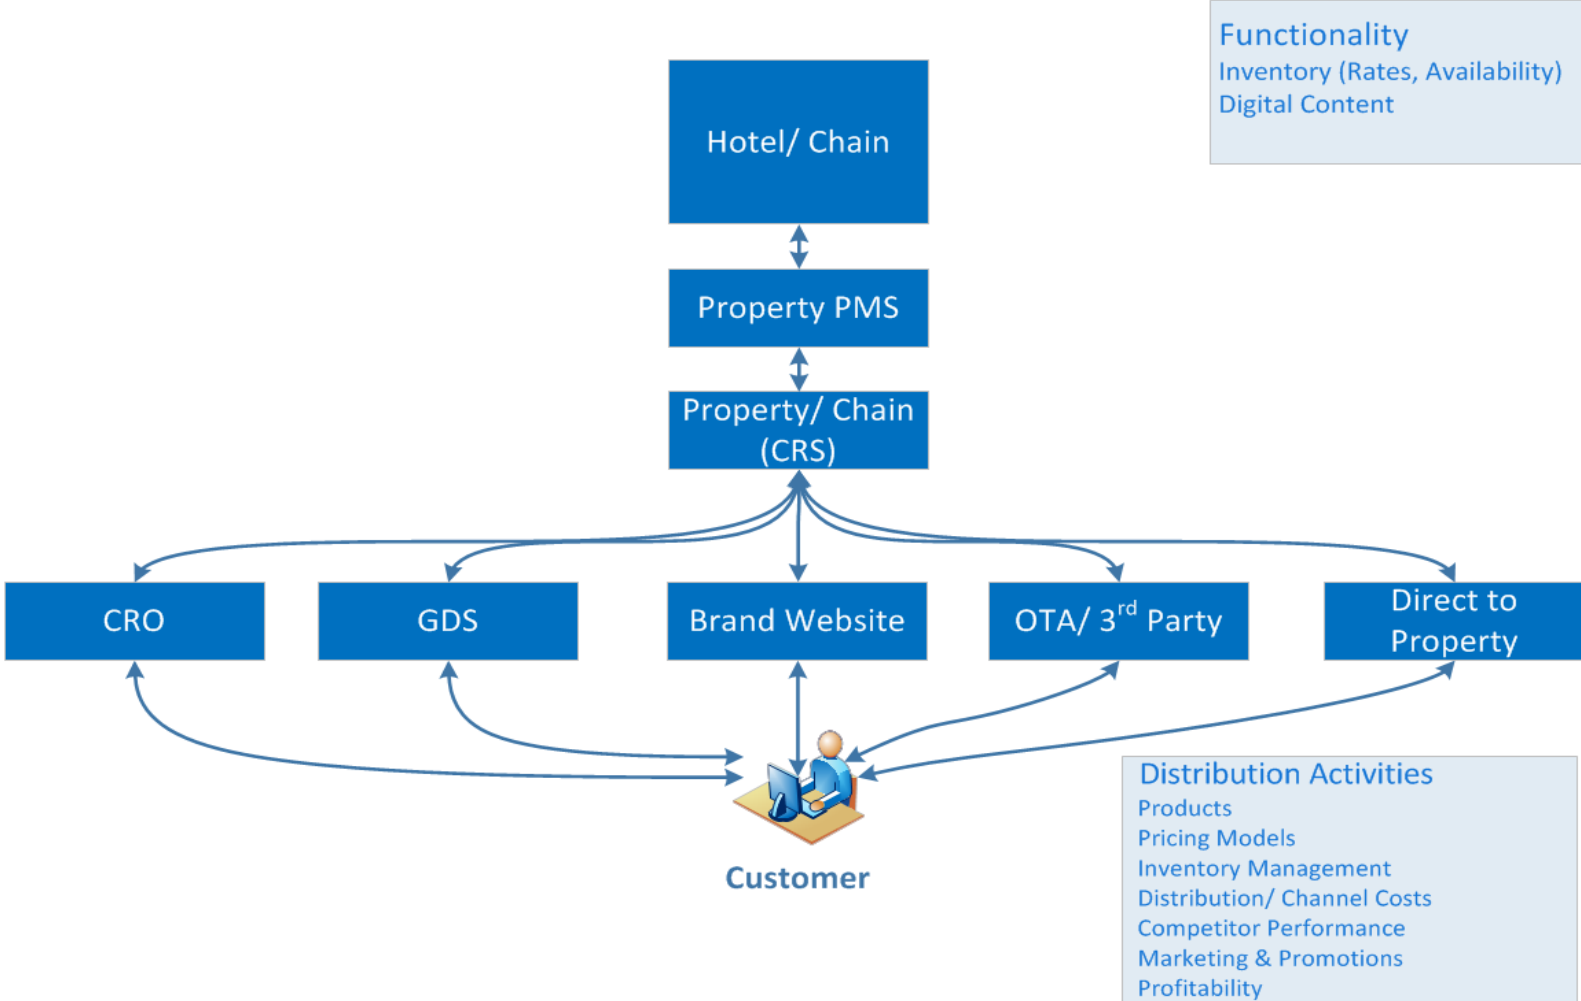 Functionality
Inventory (Rates, Availability)
Digital Content
Hotel/ Chain
Property PMS
Property/ Chain
(CRS)
CRO
GDS
Brand Website
OTA/ 3rd Party
Direct to
Property
Customer
Distribution Activities
Products
Pricing Models
Inventory Management
Distribution/ Channel Costs
Competitor Performance
Marketing & Promotions
Profitability